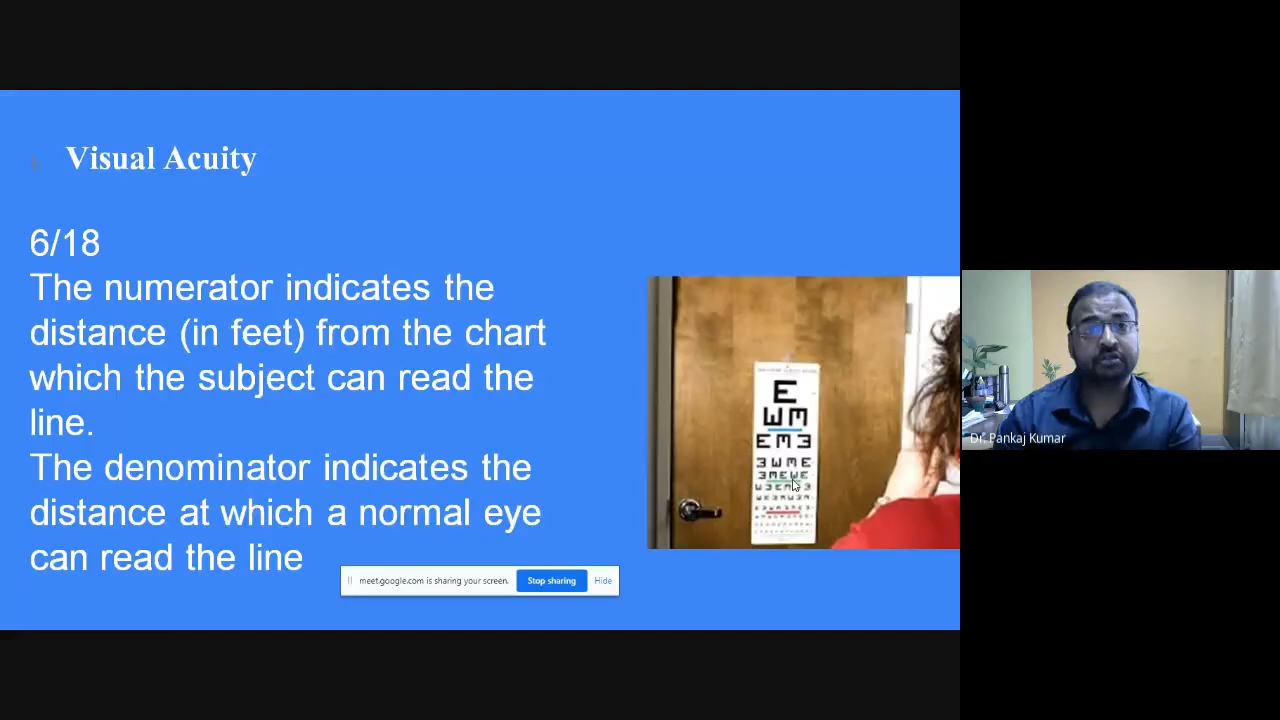 Visual Acuity
6/18
The numerator indicates the
distance (in feet) from the chart
which the subject can read the
line.
The denominator indicates the
distance at which a normal eye
can read the line
E
meet.google.com is sharing your screen. Stop sharing Hide
Dr. Pankaj Kumar